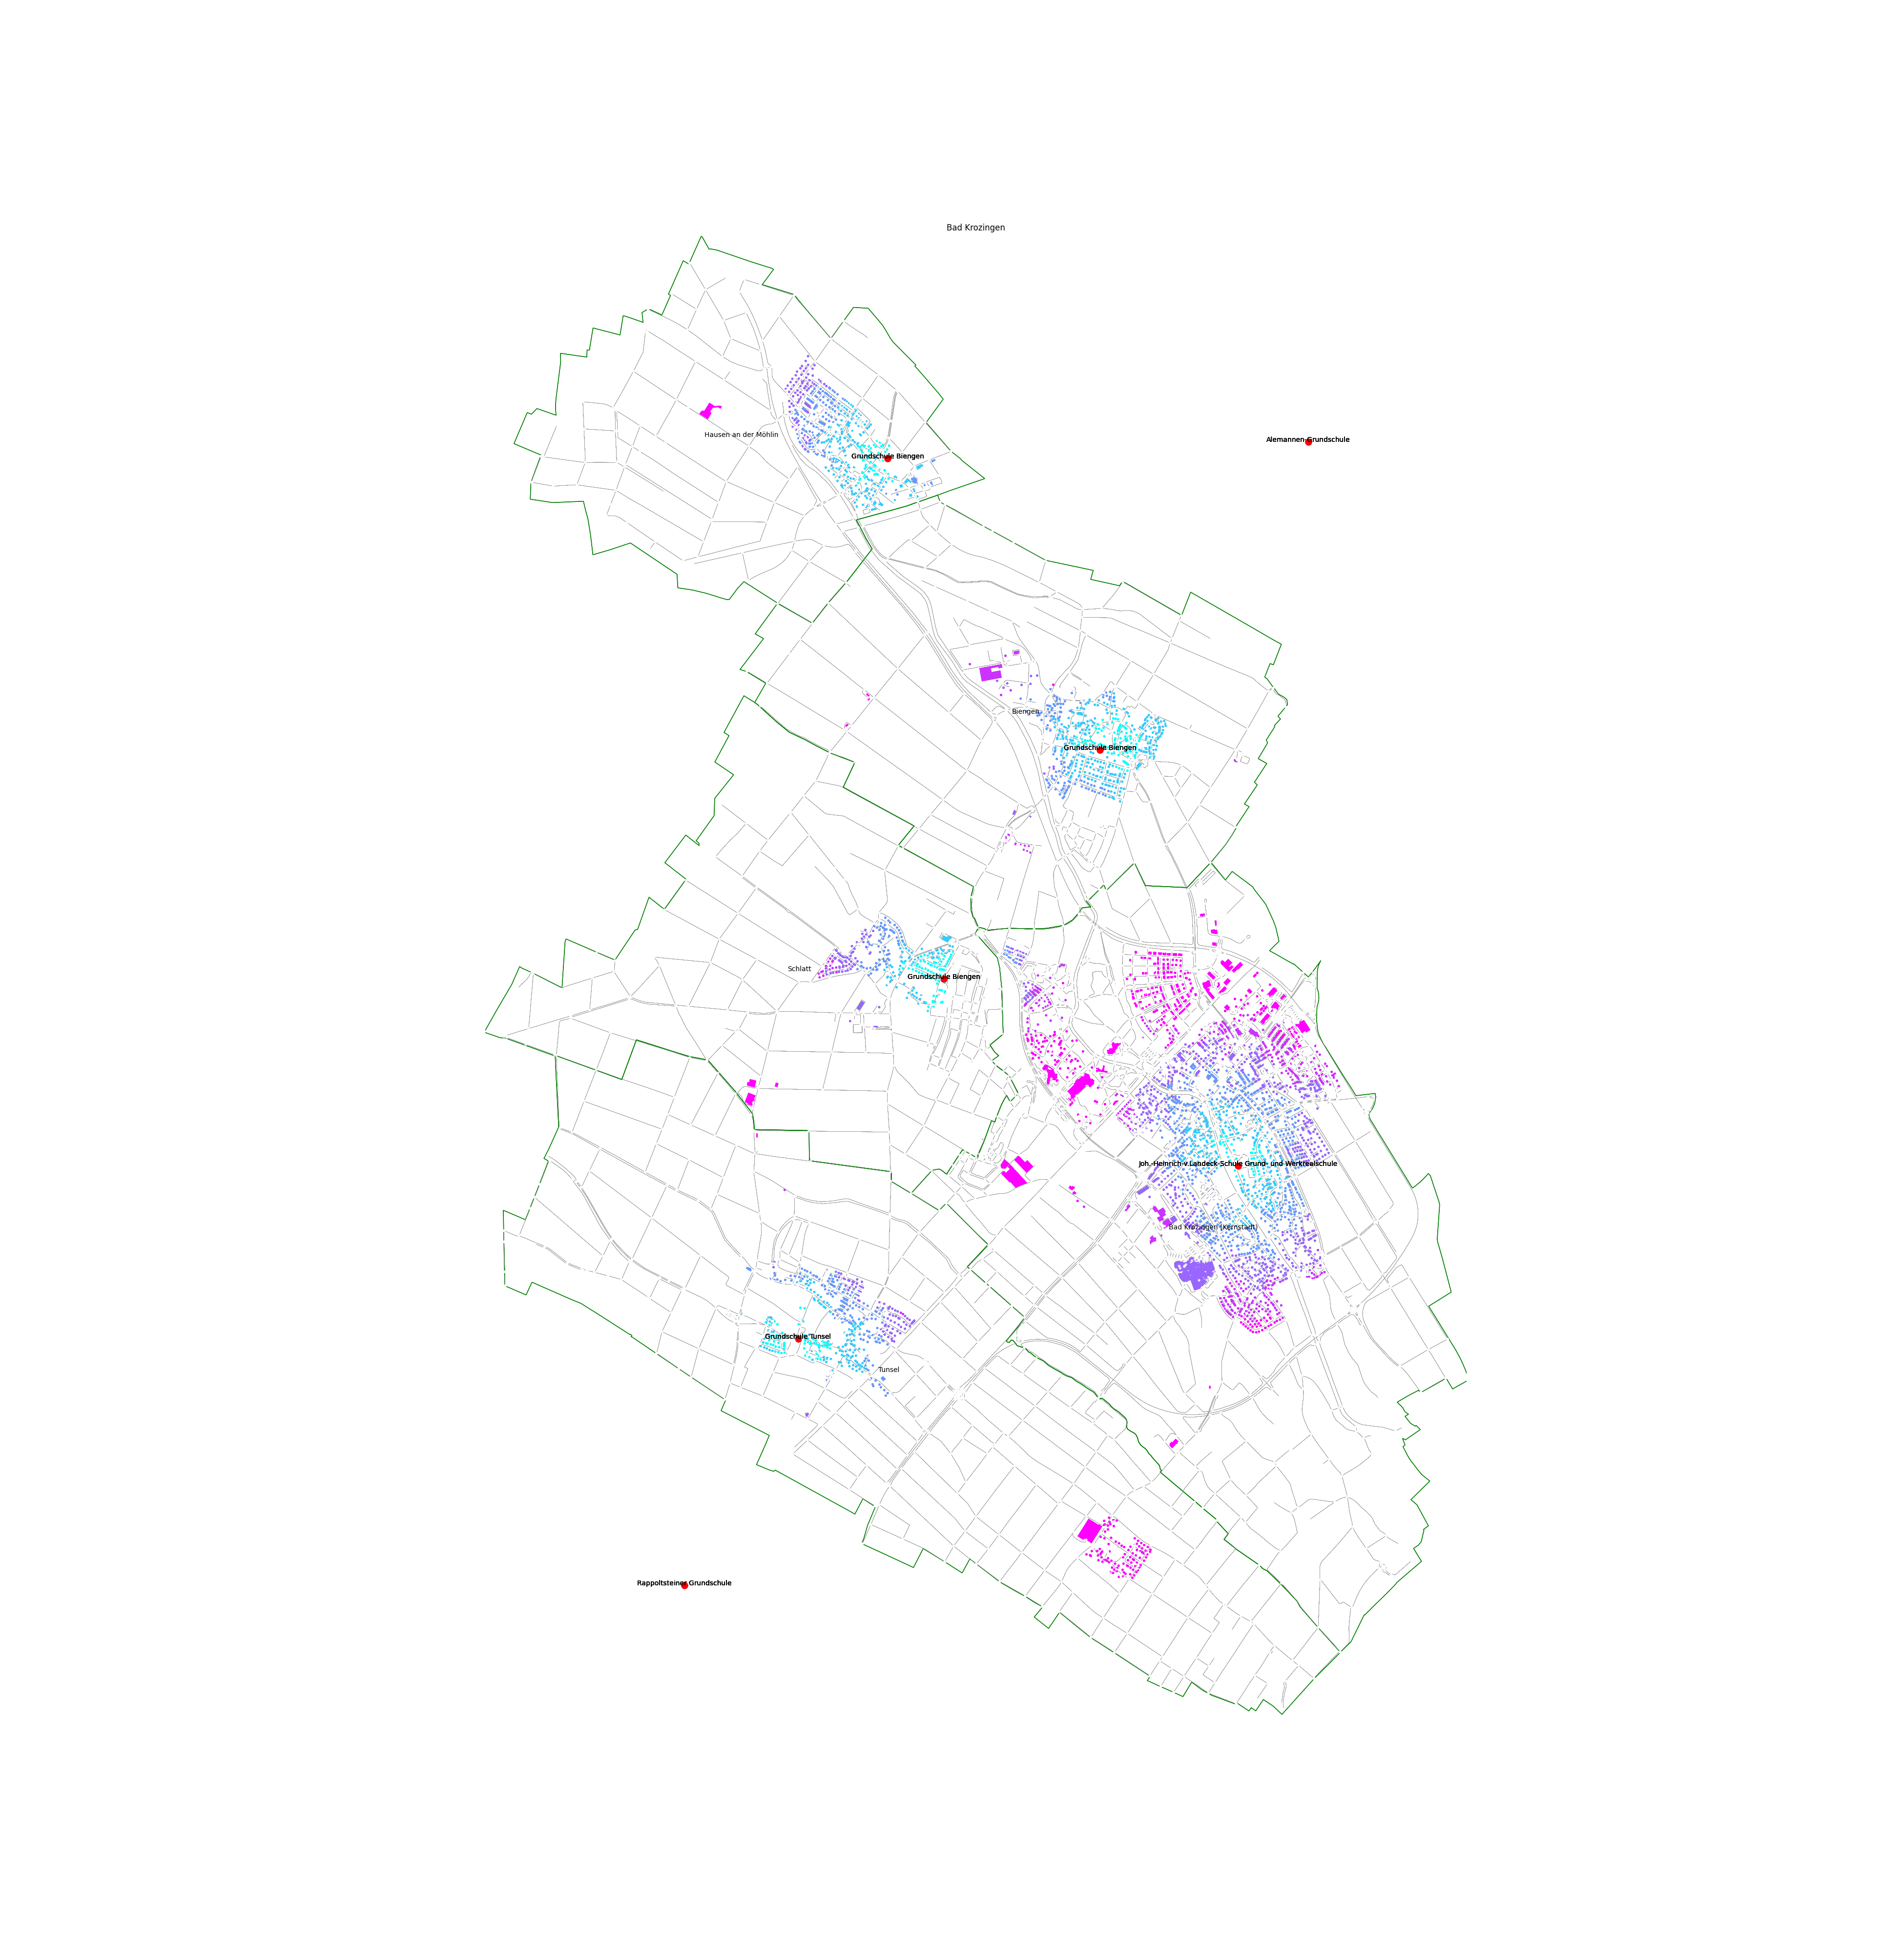 Bad Krozingen
Hausen an der Möhlin
Alemannen-Grundschule
Grundschule Biengen
Biengen
Grundschule Biengen
Schlatt
Grundschule Biengen
Joh.-Heinrich-v.Landeck-Schule Grund- und Werkrealschule
Bad Krozingen (Kernstadt)
Grundschule Tunsel
Tunsel
Rappoltsteiner Grundschule